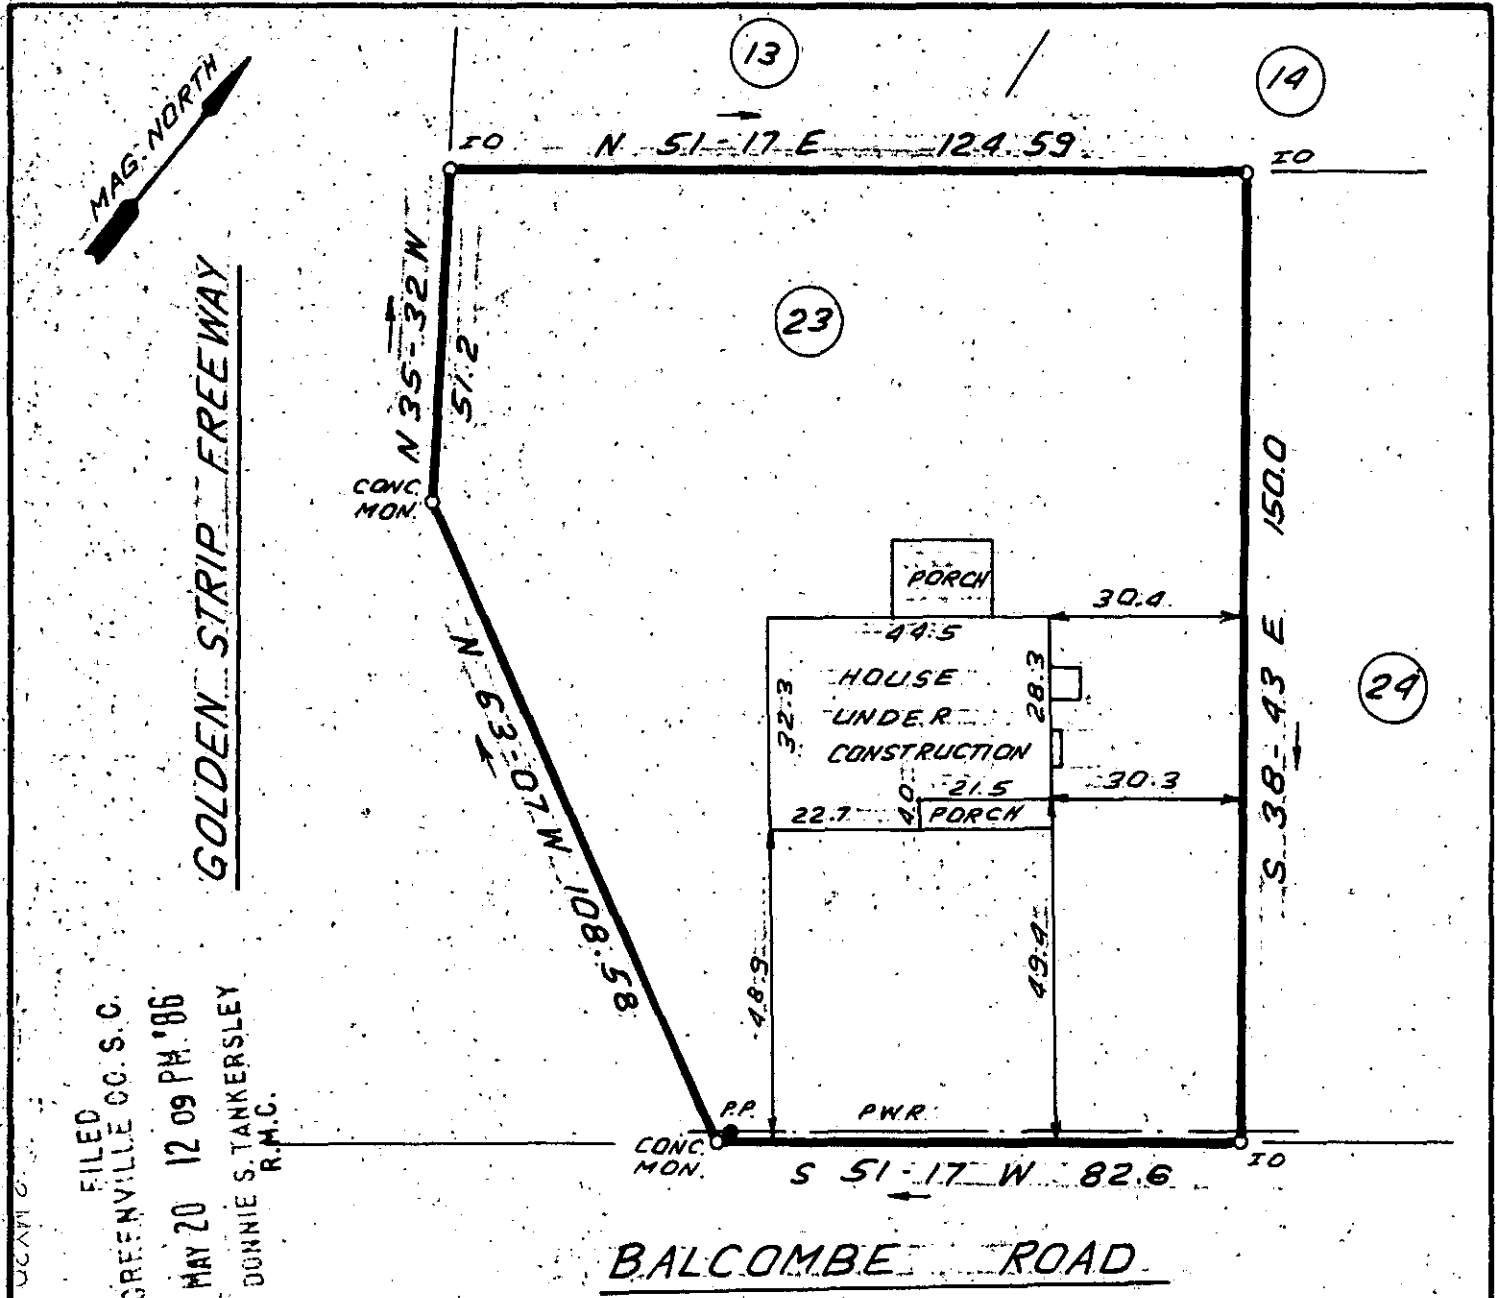 13
14
MAG. NORTH
IO
N 51-17 E 124.59
IO
N 35-32 W
51.2
23
GOLDEN STRIP FREEWAY
CONC.
MON.
S 38-43 E 150.0
PORCH
30.4
44.5
HOUSE
UNDER
CONSTRUCTION
32.3
28.3
24
N 63-07 W 108.58
21.5
30.3
22.7
4.0
PORCH
48.9
49.4
P.P.
PWR.
CONC.
MON.
S 51-17 W 82.6
IO
BALCOMBE ROAD
FILED
GREENVILLE CO. S. C.
MAY 20 12 09 PM '86
DONNIE S. TANKERSLEY
R.M.C.